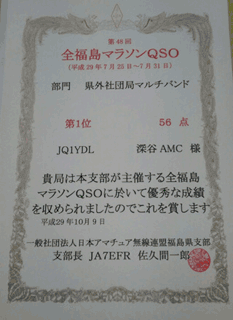 第46回
全福島マラソンQSO
(平成29年7月23日～7月31日)
部門　県外社団局マルチバンド
第1位　56 点
JQ1YDL　深谷AMC 様
貴局は本支部が主催する全福島
マラソンQSOに於いて優秀な成績
を収められましたのでこれを賞します
平成29年10月9日
一般社団法人日本アマチュア無線連盟福島県支部
支部長　JA7EFR　佐久間一郎